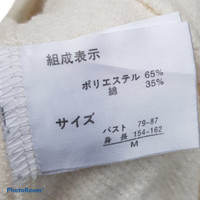 組成表示
ポリエステル 65%
綿 35%
サイズ
バスト 79-87
身長 154-162
M
PhotoRoom